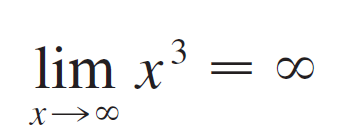 lim x³ = ∞
x→∞